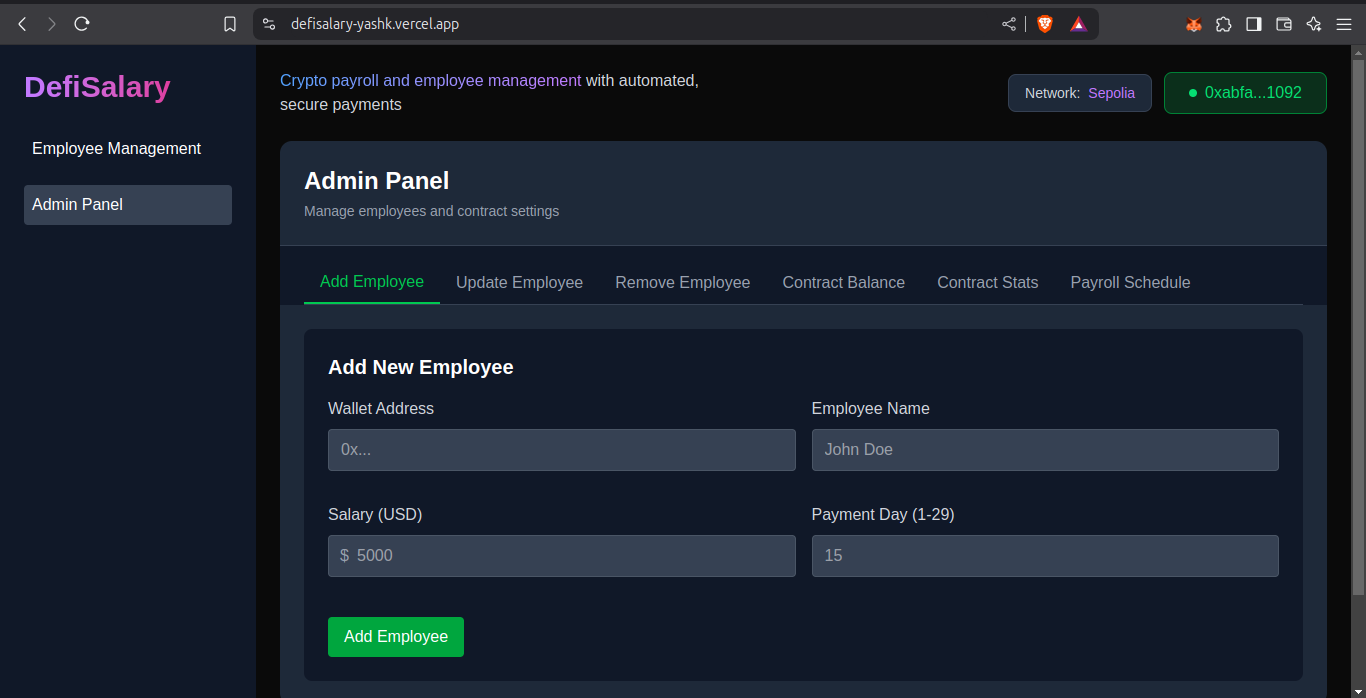 defisalary-yashk.vercel.app
DefiSalary
Employee Management
Admin Panel
Crypto payroll and employee management with automated,
secure payments
Network: Sepolia
0xabfa...1092
Admin Panel
Manage employees and contract settings
Add Employee Update Employee Remove Employee Contract Balance Contract Stats Payroll Schedule
Add New Employee
Wallet Address Employee Name
0x... John Doe
Salary (USD) Payment Day (1-29)
$ 5000 15
Add Employee